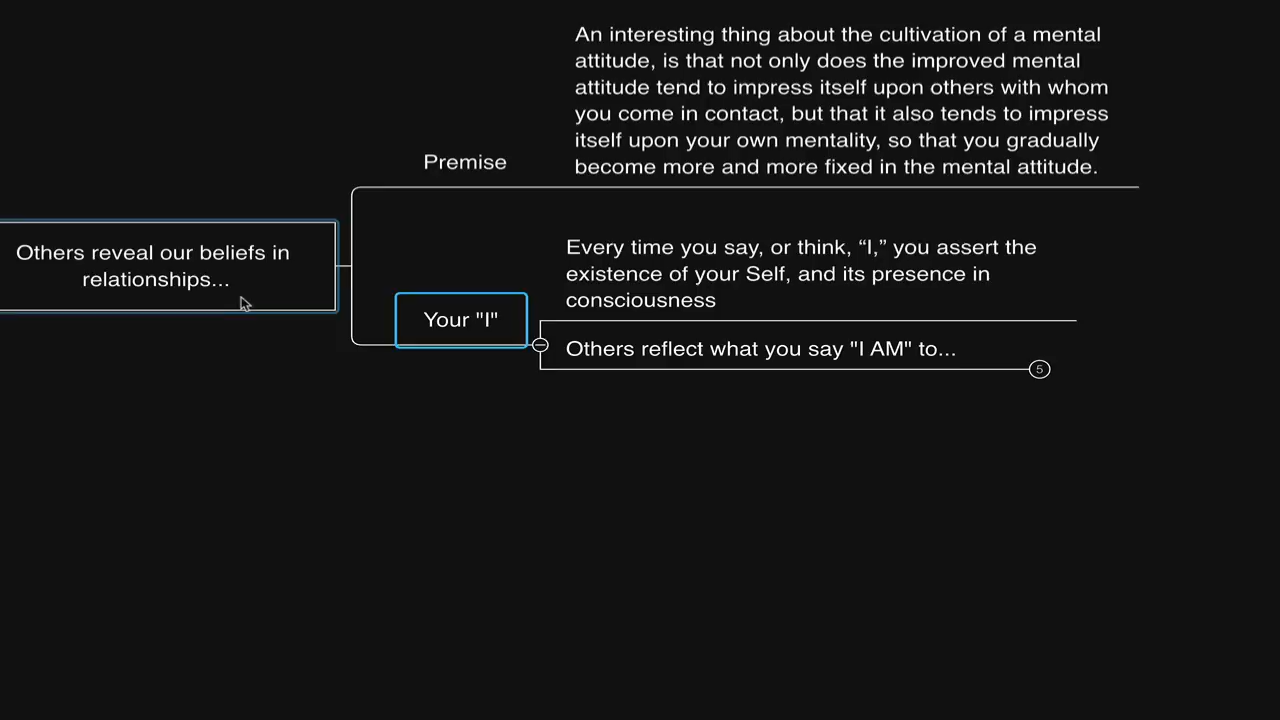 An interesting thing about the cultivation of a mental
attitude, is that not only does the improved mental
attitude tend to impress itself upon others with whom
you come in contact, but that it also tends to impress
itself upon your own mentality, so that you gradually
become more and more fixed in the mental attitude.
Premise
Others reveal our beliefs in
relationships...
Every time you say, or think, “I,” you assert the
existence of your Self, and its presence in
consciousness
Your "I"
Others reflect what you say "I AM" to...
5